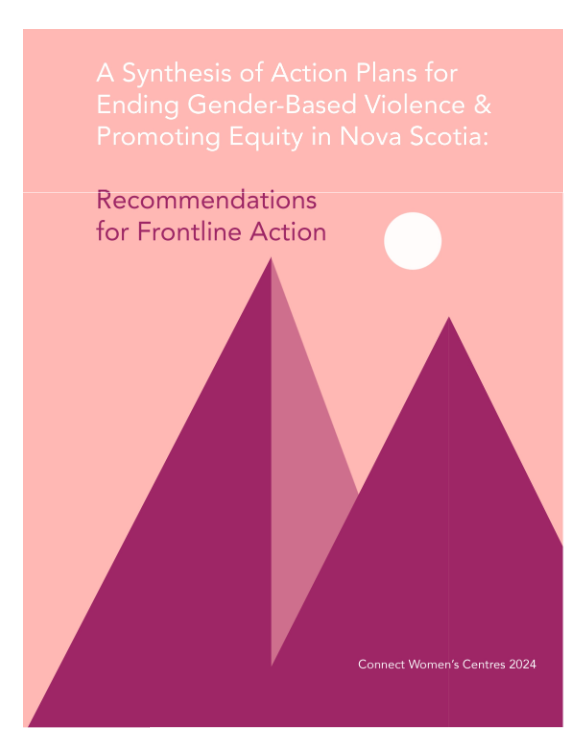 A Synthesis of Action Plans for
Ending Gender-Based Violence &
Promoting Equity in Nova Scotia:
Recommendations
for Frontline Action
Connect Women's Centres 2024